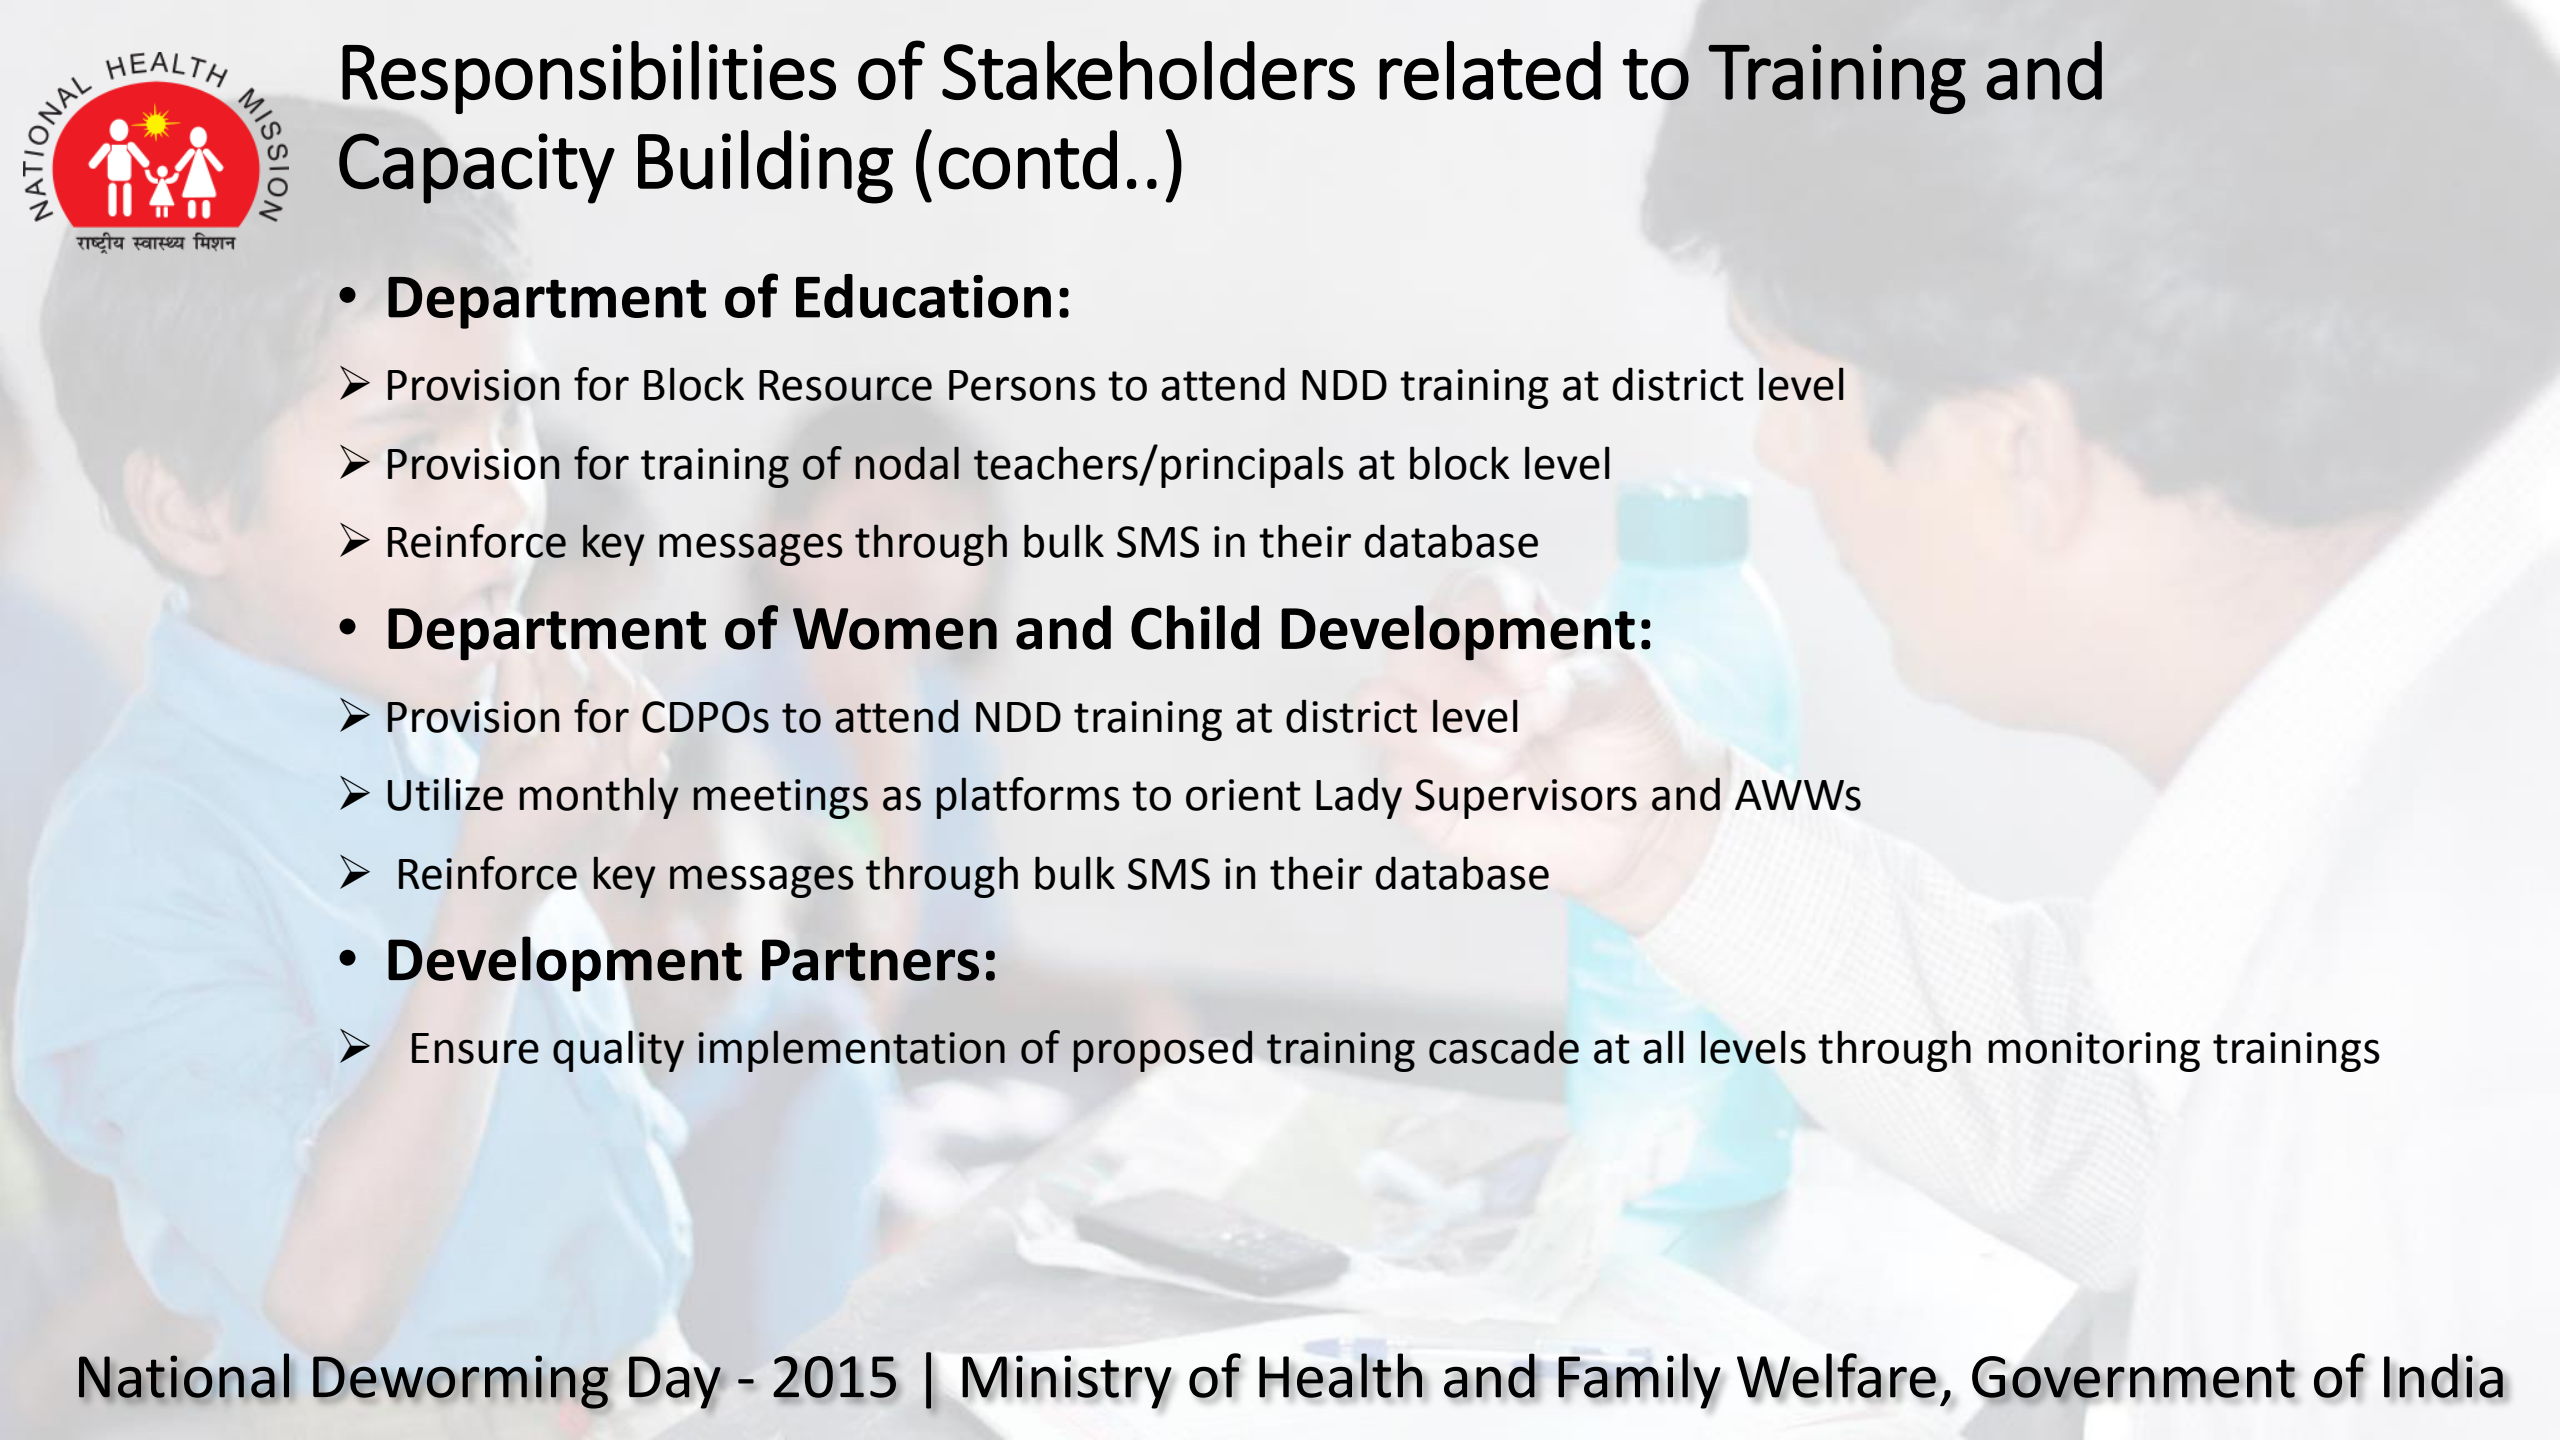 NATIONAL HEALTH MISSION
राष्ट्रीय स्वास्थ्य मिशन
Responsibilities of Stakeholders related to Training and
Capacity Building (contd..)
• Department of Education:
➢ Provision for Block Resource Persons to attend NDD training at district level
➢ Provision for training of nodal teachers/principals at block level
➢ Reinforce key messages through bulk SMS in their database
• Department of Women and Child Development:
➢ Provision for CDPOs to attend NDD training at district level
➢ Utilize monthly meetings as platforms to orient Lady Supervisors and AWWs
➢ Reinforce key messages through bulk SMS in their database
• Development Partners:
➢ Ensure quality implementation of proposed training cascade at all levels through monitoring trainings
National Deworming Day - 2015 | Ministry of Health and Family Welfare, Government of India